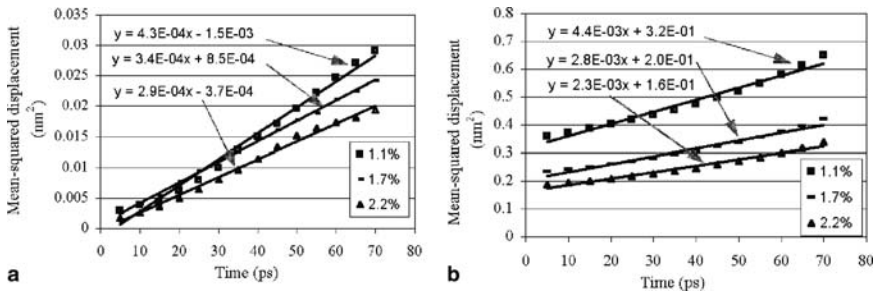 a
Mean-squared displacement
(nm²)
0.035
0.03
0.025
0.02
0.015
0.01
0.005
0
y = 4.3E-04x - 1.5E-03
y = 3.4E-04x + 8.5E-04
y = 2.9E-04x - 3.7E-04
1.1%
1.7%
2.2%
0 10 20 30 40 50 60 70 80
Time (ps)
b
Mean-squared displacement
(nm²)
0.8
0.7
0.6
0.5
0.4
0.3
0.2
0.1
0
y = 4.4E-03x + 3.2E-01
y = 2.8E-03x + 2.0E-01
y = 2.3E-03x + 1.6E-01
1.1%
1.7%
2.2%
0 10 20 30 40 50 60 70 80
Time (ps)